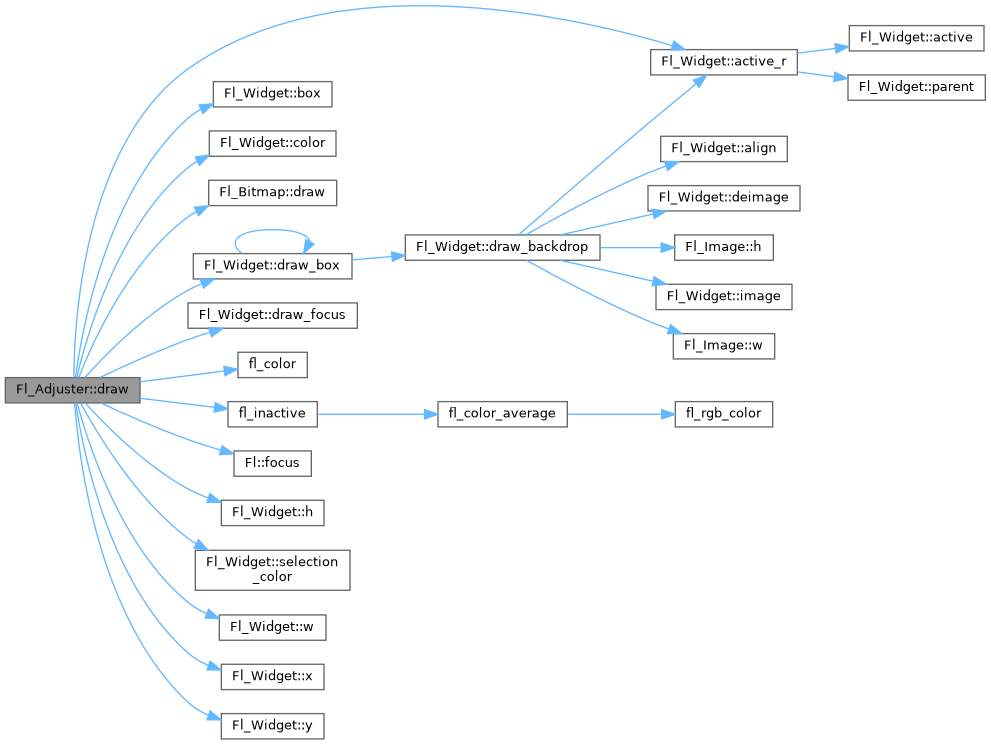 Fl_Widget::active
Fl_Widget::active_r
Fl_Widget::parent
Fl_Widget::box
Fl_Widget::color
Fl_Widget::align
Fl_Bitmap::draw
Fl_Widget::deimage
Fl_Widget::draw_backdrop
Fl_Image::h
Fl_Widget::draw_box
Fl_Widget::image
Fl_Widget::draw_focus
Fl_Image::w
fl_color
Fl_Adjuster::draw
fl_inactive
fl_color_average
fl_rgb_color
Fl::focus
Fl_Widget::h
Fl_Widget::selection
_color
Fl_Widget::w
Fl_Widget::x
Fl_Widget::y